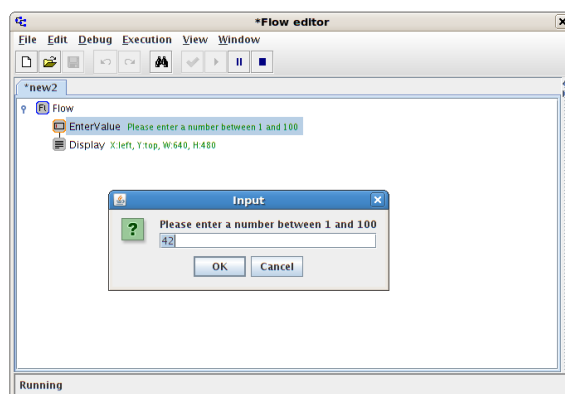 *Flow editor
File Edit Debug Execution View Window
*new2
Fl Flow
EnterValue Please enter a number between 1 and 100
Display X:left, Y:top, W:640, H:480
Input
? Please enter a number between 1 and 100
42
OK Cancel
Running